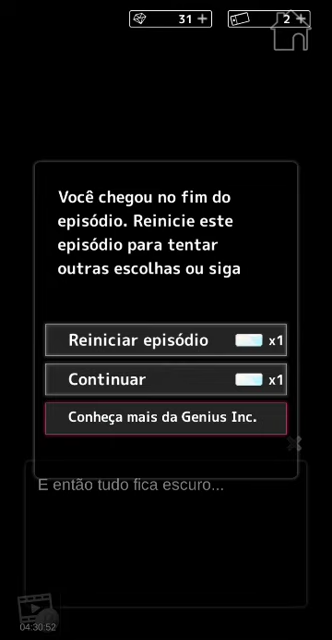 31 +
2 +
Você chegou no fim do
episódio. Reinicie este
episódio para tentar
outras escolhas ou siga
Reiniciar episódio x1
Continuar x1
Conheça mais da Genius Inc.
E então tudo fica escuro...
04:30:52